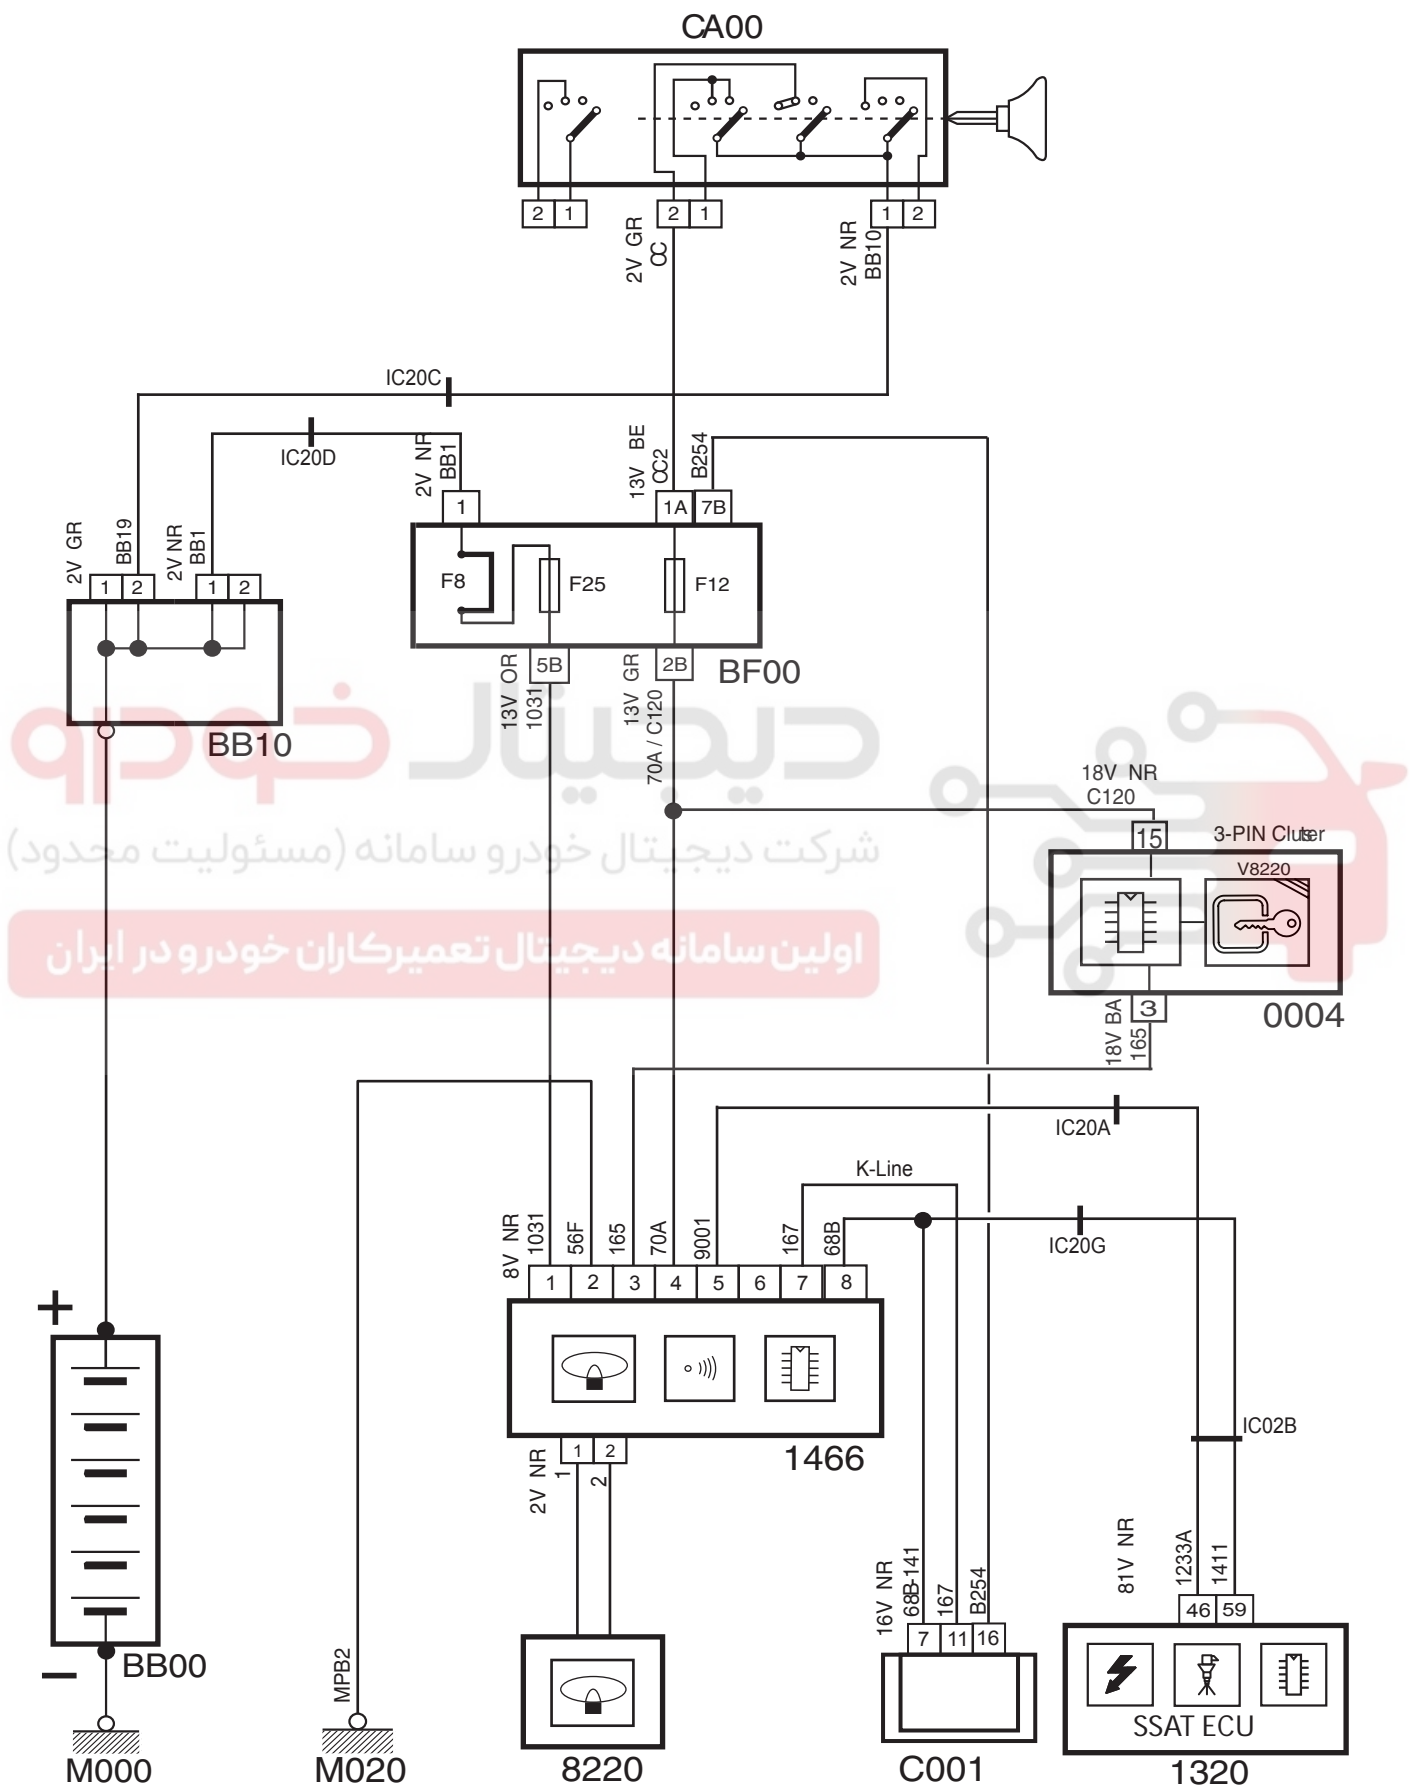 CA00
2 1
2 1
1 2
2V GR
CC
2V NR
BB10
IC20C
IC20D
2V NR
BB1
13V BE
CC2
B254
1
1A 7B
2V GR
BB19
2V NR
BB1
1 2
1 2
F8
F25
F12
BB10
13V OR
1031
5B
13V GR
70A / C120
2B
BF00
دیجیتال خودرو
شرکت دیجیتال خودرو سامانه (مسئولیت محدود)
اولین سامانه دیجیتال تعمیرکاران خودرو در ایران
18V NR
C120
15
3-PIN Cluster
V8220
18V BA
165
3
0004
IC20A
K-Line
IC20G
8V NR
1031
56F
165
70A
9001
167
68B
1 2 3 4 5 6 7 8
1466
2V NR
1
2
1 2
+
−
BB00
M000
MPB2
M020
8220
16V NR
68B-141
167
B254
7 11 16
C001
IC02B
81V NR
1233A
1411
46 59
SSAT ECU
1320